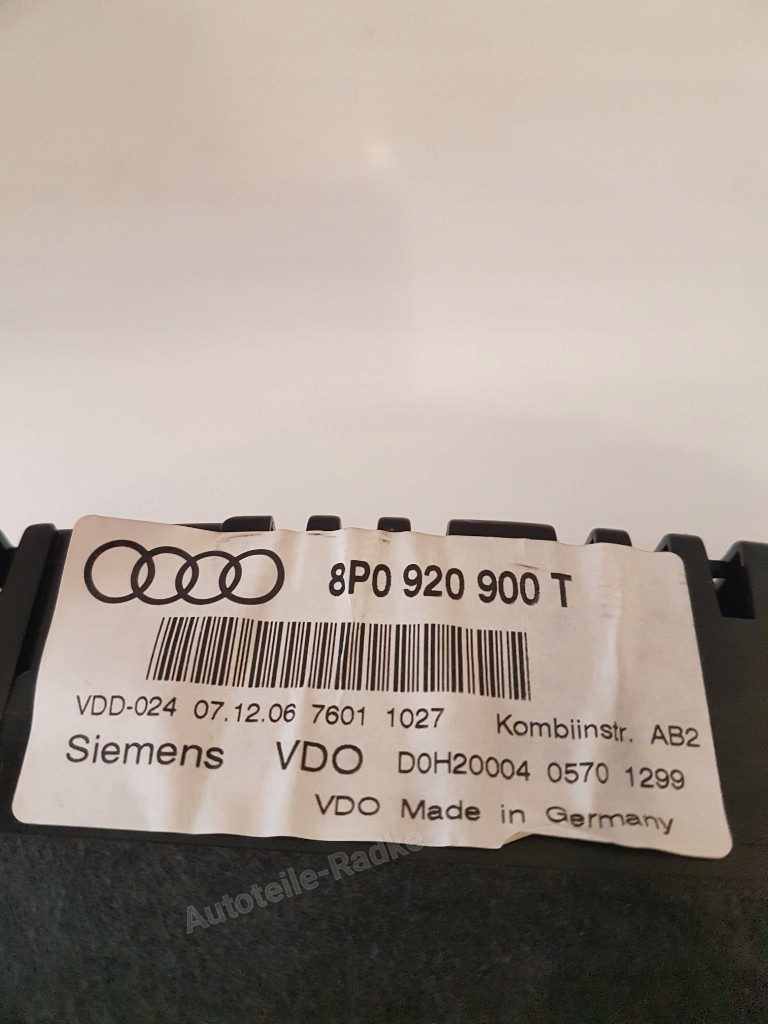 8P0 920 900 T
VDD-024 07.12.06 7601 1027 Kombiinstr. AB2
Siemens VDO D0H20004 0570 1299
VDO Made in Germany
Autoteile-Radke